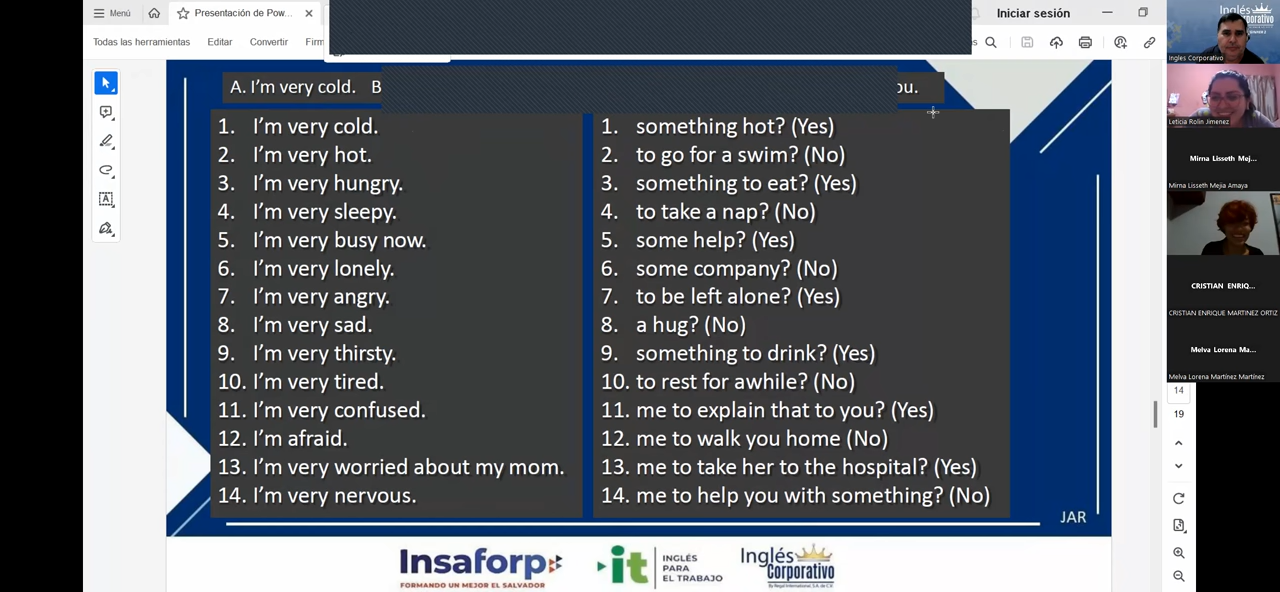 Menú
Presentación de Pow...
Iniciar sesión
Todas las herramientas
Editar
Convertir
Firm
A. I'm very cold. B
ou.
1. I'm very cold.
2. I'm very hot.
3. I'm very hungry.
4. I'm very sleepy.
5. I'm very busy now.
6. I'm very lonely.
7. I'm very angry.
8. I'm very sad.
9. I'm very thirsty.
10. I'm very tired.
11. I'm very confused.
12. I'm afraid.
13. I'm very worried about my mom.
14. I'm very nervous.
1. something hot? (Yes)
2. to go for a swim? (No)
3. something to eat? (Yes)
4. to take a nap? (No)
5. some help? (Yes)
6. some company? (No)
7. to be left alone? (Yes)
8. a hug? (No)
9. something to drink? (Yes)
10. to rest for awhile? (No)
11. me to explain that to you? (Yes)
12. me to walk you home (No)
13. me to take her to the hospital? (Yes)
14. me to help you with something? (No)
JAR
Insaforp
FORMANDO UN MEJOR EL SALVADOR
it
INGLÉS
PARA
EL TRABAJO
Inglés
Corporativo
14
19
Inglés
Ingles Corporativo
Leticia Rolin Jimenez
Mirna Lisseth Mej...
Mirna Lisseth Mejia Amaya
CRISTIAN ENRIQ...
CRISTIAN ENRIQUE MARTINEZ ORTIZ
Melva Lorena Ma...
Melva Lorena Martínez Martínez